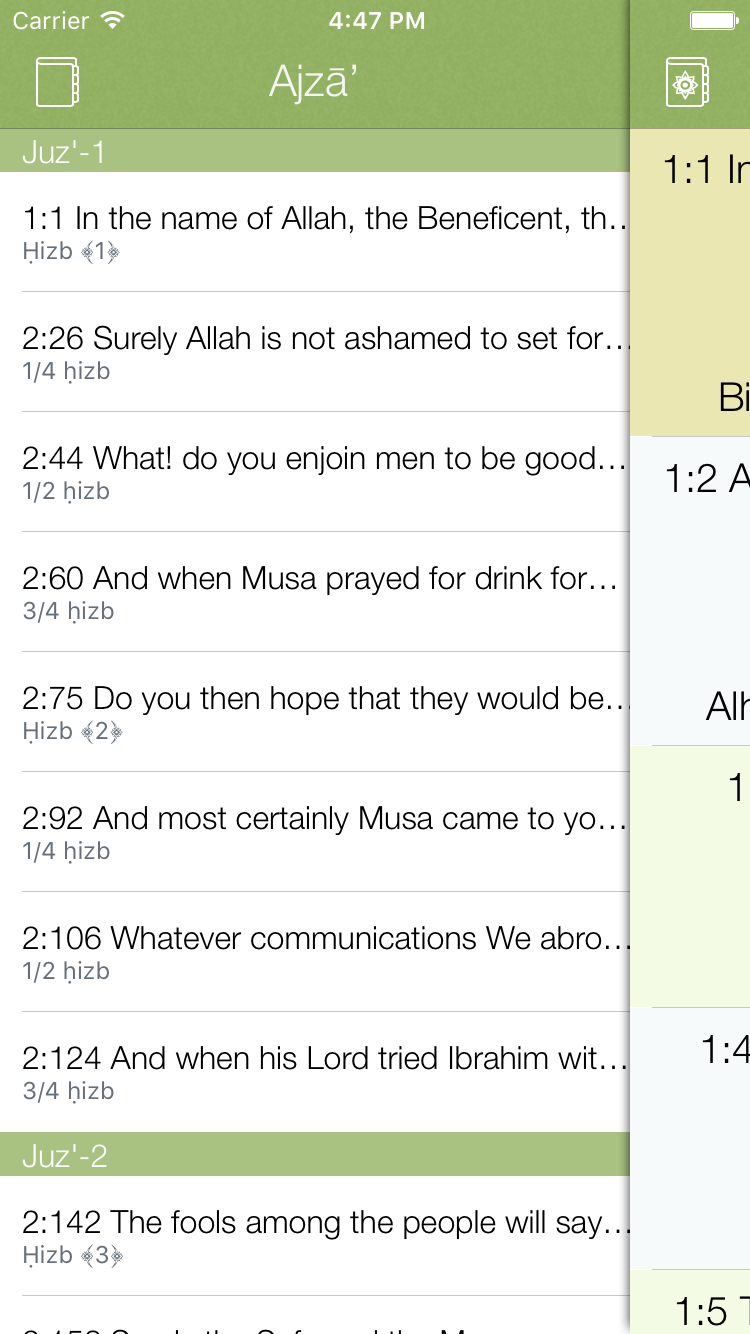 Carrier 4:47 PM
Ajzā’
Juz'-1
1:1 In the name of Allah, the Beneficent, th…
Ḥizb ﴾1﴿
2:26 Surely Allah is not ashamed to set for…
1/4 ḥizb
2:44 What! do you enjoin men to be good…
1/2 ḥizb
2:60 And when Musa prayed for drink for…
3/4 ḥizb
2:75 Do you then hope that they would be…
Ḥizb ﴾2﴿
2:92 And most certainly Musa came to yo…
1/4 ḥizb
2:106 Whatever communications We abro…
1/2 ḥizb
2:124 And when his Lord tried Ibrahim wit…
3/4 ḥizb
Juz'-2
2:142 The fools among the people will say…
Ḥizb ﴾3﴿
1:1 In
Bi
1:2 A
Alh
1
1:4
1:5 T